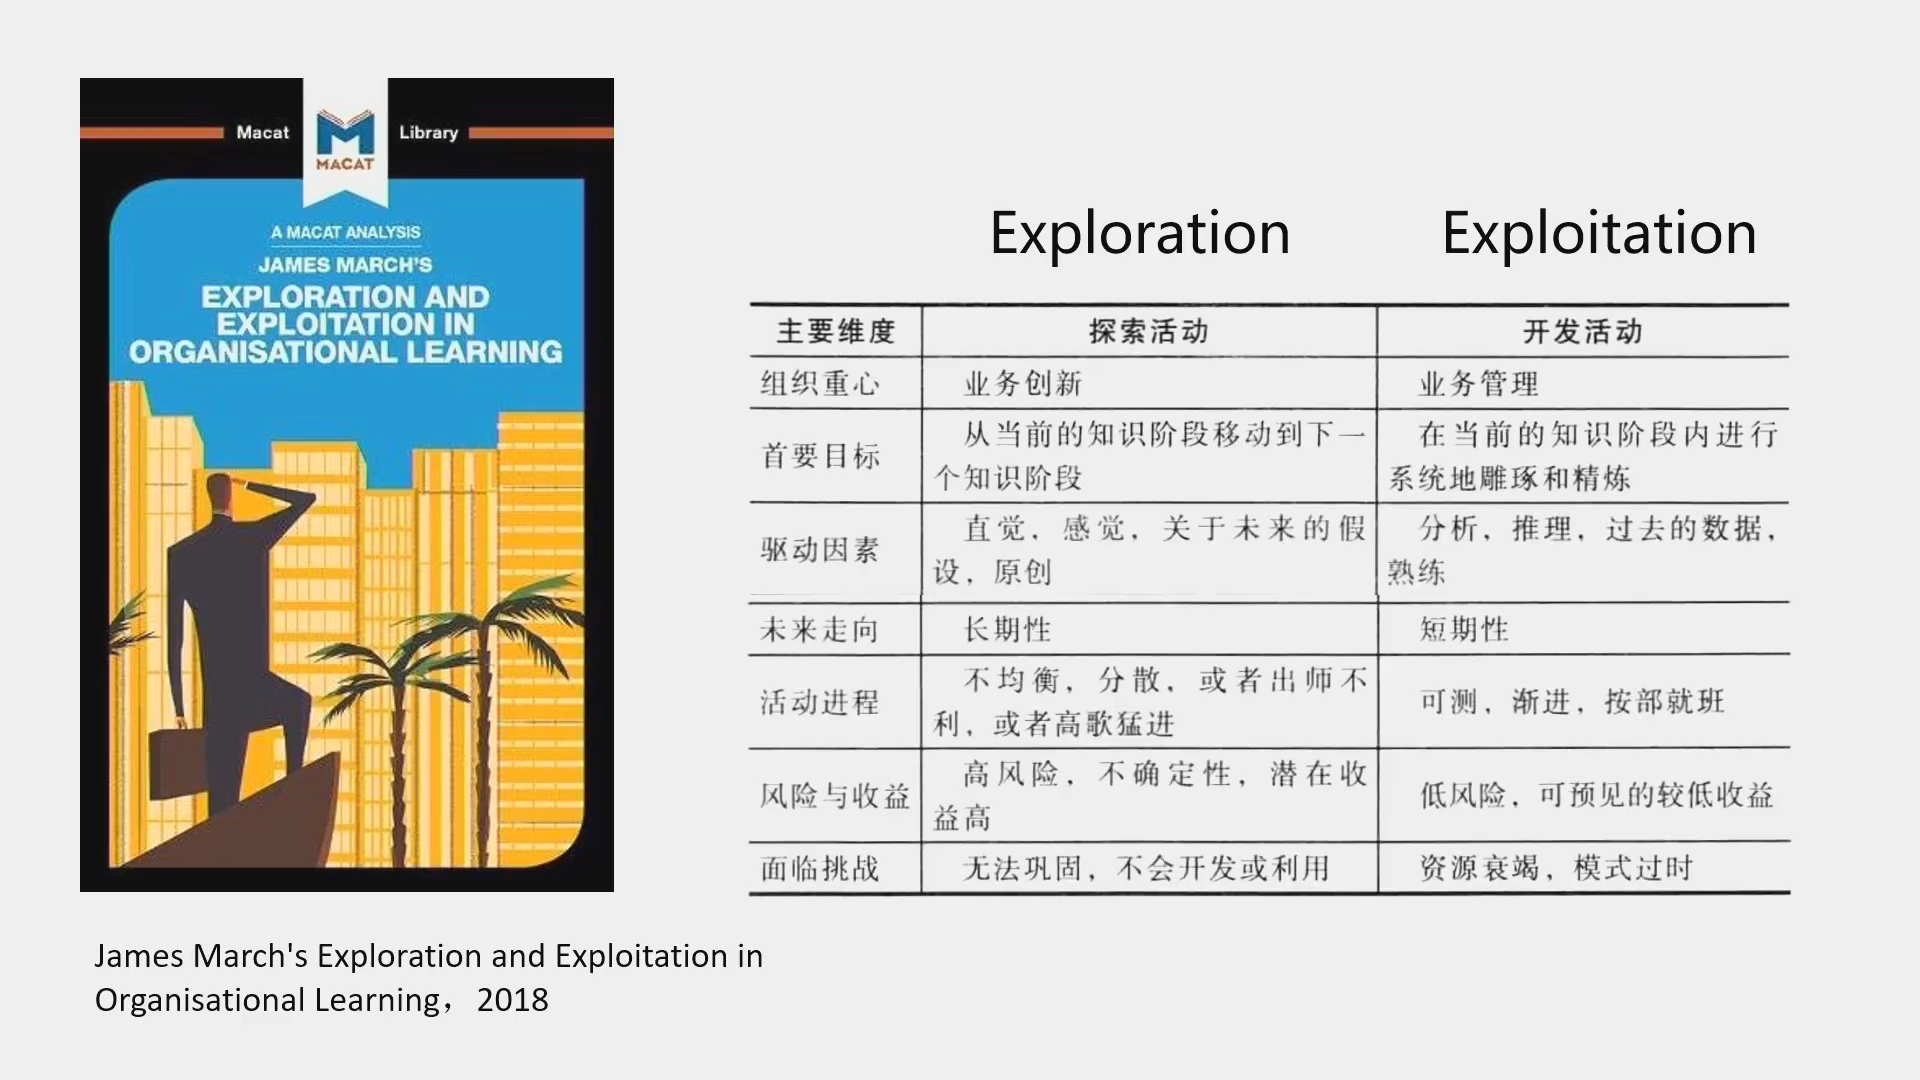 Macat
Library
MACAT
A MACAT ANALYSIS
JAMES MARCH'S
EXPLORATION AND
EXPLOITATION IN
ORGANISATIONAL LEARNING
James March's Exploration and Exploitation in
Organisational Learning，2018
Exploration Exploitation
主要维度 探索活动 开发活动
组织重心 业务创新 业务管理
首要目标 从当前的知识阶段移动到下一
个知识阶段 在当前的知识阶段内进行
系统地雕琢和精炼
驱动因素 直觉，感觉，关于未来的假
设，原创 分析，推理，过去的数据，
熟练
未来走向 长期性 短期性
活动进程 不均衡，分散，或者出师不
利，或者高歌猛进 可测，渐进，按部就班
风险与收益 高风险，不确定性，潜在收
益高 低风险，可预见的较低收益
面临挑战 无法巩固，不会开发或利用 资源衰竭，模式过时